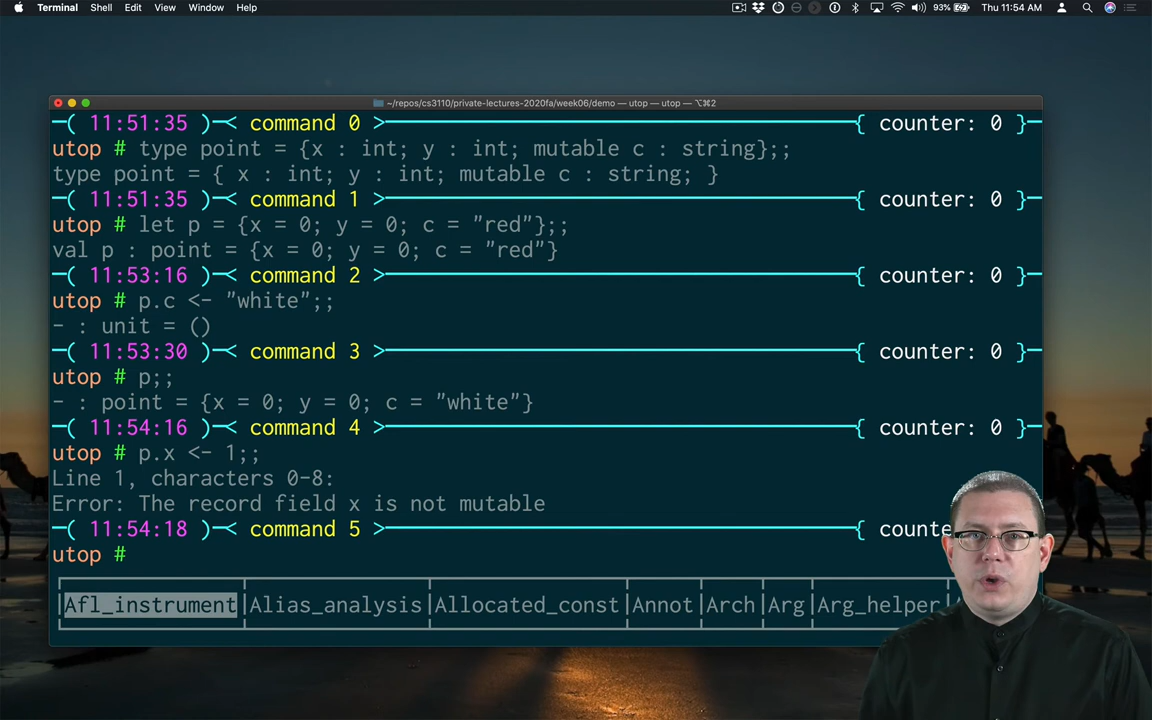 Terminal Shell Edit View Window Help 93% Thu 11:54 AM
~/repos/cs3110/private-lectures-2020fa/week06/demo — utop — utop — ⌥⌘2
─( 11:51:35 )─< command 0 >──────────────────────────{ counter: 0 }─
utop # type point = {x : int; y : int; mutable c : string};;
type point = { x : int; y : int; mutable c : string; }
─( 11:51:35 )─< command 1 >──────────────────────────{ counter: 0 }─
utop # let p = {x = 0; y = 0; c = "red"};;
val p : point = {x = 0; y = 0; c = "red"}
─( 11:53:16 )─< command 2 >──────────────────────────{ counter: 0 }─
utop # p.c <- "white";;
- : unit = ()
─( 11:53:30 )─< command 3 >──────────────────────────{ counter: 0 }─
utop # p;;
- : point = {x = 0; y = 0; c = "white"}
─( 11:54:16 )─< command 4 >──────────────────────────{ counter: 0 }─
utop # p.x <- 1;;
Line 1, characters 0-8:
Error: The record field x is not mutable
─( 11:54:18 )─< command 5 >──────────────────────────{ counte
utop #
Afl_instrument|Alias_analysis|Allocated_const|Annot|Arch|Arg|Arg_helper